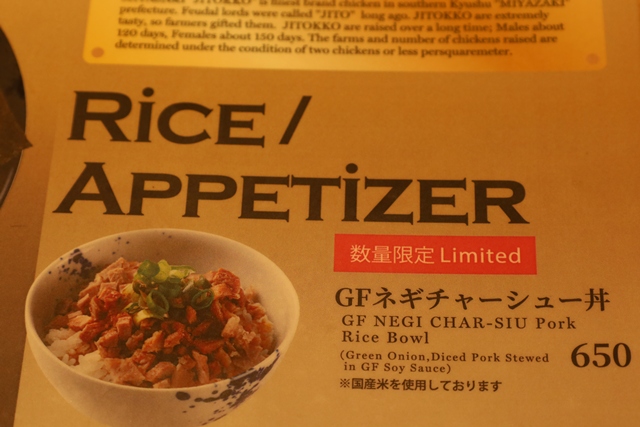 "JITOKKO" is finest brand chicken in southern Kyushu "MIYAZAKI"
prefecture. Feudal lords were called "JITO" long ago. JITOKKO are extremely
tasty, so farmers gifted them. JITOKKO are raised over a long time; Males about
120 days, Females about 150 days. The farms and number of chickens raised are
determined under the condition of two chickens or less persquaremeter.
RiCE /
APPETiZER
数量限定 Limited
GFネギチャーシュー丼
GF NEGI CHAR-SIU Pork
Rice Bowl
(Green Onion,Diced Pork Stewed
in GF Soy Sauce)
650
※国産米を使用しております